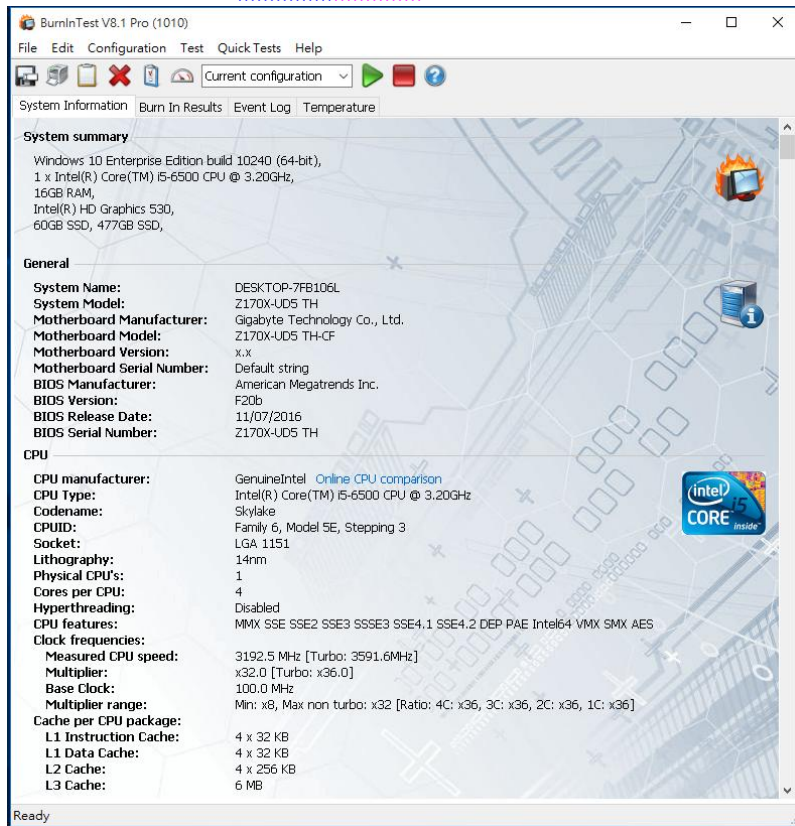 BurnInTest V8.1 Pro (1010)
File Edit Configuration Test Quick Tests Help
Current configuration
System Information Burn In Results Event Log Temperature
System summary
Windows 10 Enterprise Edition build 10240 (64-bit),
1 x Intel(R) Core(TM) i5-6500 CPU @ 3.20GHz,
16GB RAM,
Intel(R) HD Graphics 530,
60GB SSD, 477GB SSD,
General
System Name: DESKTOP-7FB106L
System Model: Z170X-UD5 TH
Motherboard Manufacturer: Gigabyte Technology Co., Ltd.
Motherboard Model: Z170X-UD5 TH-CF
Motherboard Version: x.x
Motherboard Serial Number: Default string
BIOS Manufacturer: American Megatrends Inc.
BIOS Version: F20b
BIOS Release Date: 11/07/2016
BIOS Serial Number: Z170X-UD5 TH
CPU
CPU manufacturer: GenuineIntel Online CPU comparison
CPU Type: Intel(R) Core(TM) i5-6500 CPU @ 3.20GHz
Codename: Skylake
CPUID: Family 6, Model 5E, Stepping 3
Socket: LGA 1151
Lithography: 14nm
Physical CPU's: 1
Cores per CPU: 4
Hyperthreading: Disabled
CPU features: MMX SSE SSE2 SSE3 SSSE3 SSE4.1 SSE4.2 DEP PAE Intel64 VMX SMX AES
Clock frequencies:
Measured CPU speed: 3192.5 MHz [Turbo: 3591.6MHz]
Multiplier: x32.0 [Turbo: x36.0]
Base Clock: 100.0 MHz
Multiplier range: Min: x8, Max non turbo: x32 [Ratio: 4C: x36, 3C: x36, 2C: x36, 1C: x36]
Cache per CPU package:
L1 Instruction Cache: 4 x 32 KB
L1 Data Cache: 4 x 32 KB
L2 Cache: 4 x 256 KB
L3 Cache: 6 MB
intel
CORE i5
inside
Ready